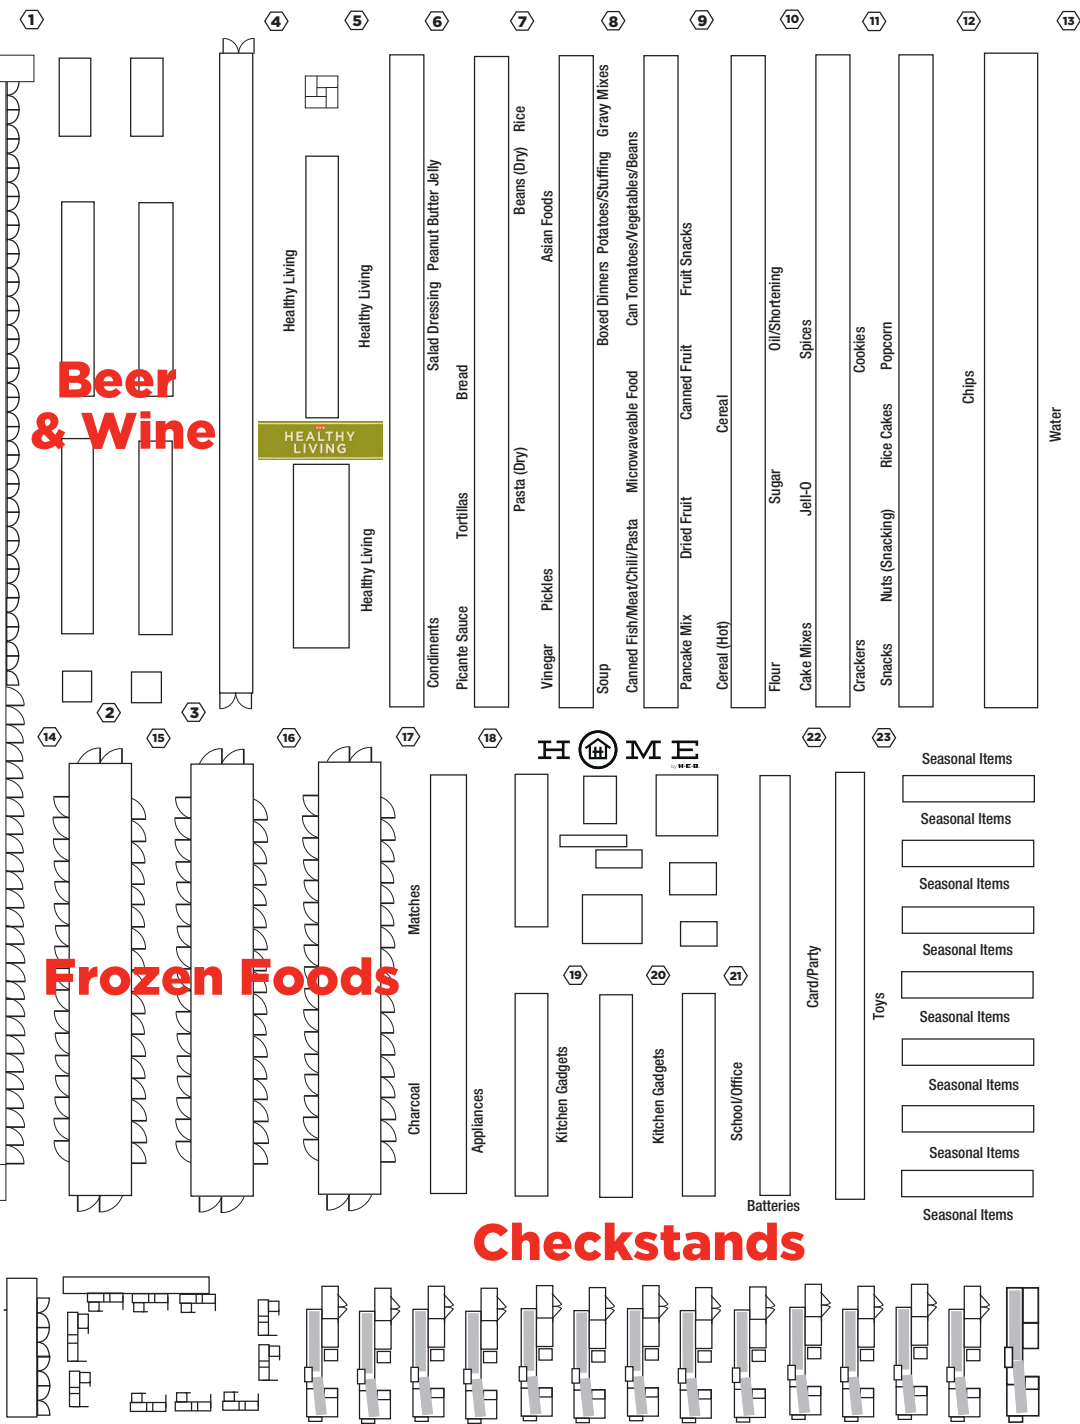 1
4
5
6
7
8
9
10
11
12
13
Healthy Living
Healthy Living
Healthy Living
HEALTHY
LIVING
Beer
& Wine
Peanut Butter Jelly
Salad Dressing
Condiments
Bread
Tortillas
Picante Sauce
Rice
Beans (Dry)
Pasta (Dry)
Asian Foods
Pickles
Vinegar
Gravy Mixes
Potatoes/Stuffing
Boxed Dinners
Soup
Can Tomatoes/Vegetables/Beans
Microwaveable Food
Canned Fish/Meat/Chili/Pasta
Fruit Snacks
Canned Fruit
Dried Fruit
Pancake Mix
Cereal
Cereal (Hot)
Oil/Shortening
Sugar
Flour
Spices
Jell-O
Cake Mixes
Cookies
Crackers
Popcorn
Rice Cakes
Nuts (Snacking)
Snacks
Chips
Water
2
3
14
15
16
17
18
HOME
by H-E-B
22
23
Frozen Foods
Matches
Charcoal
Appliances
19
20
21
Kitchen Gadgets
Kitchen Gadgets
School/Office
Batteries
Card/Party
Toys
Seasonal Items
Seasonal Items
Seasonal Items
Seasonal Items
Seasonal Items
Seasonal Items
Seasonal Items
Seasonal Items
Checkstands